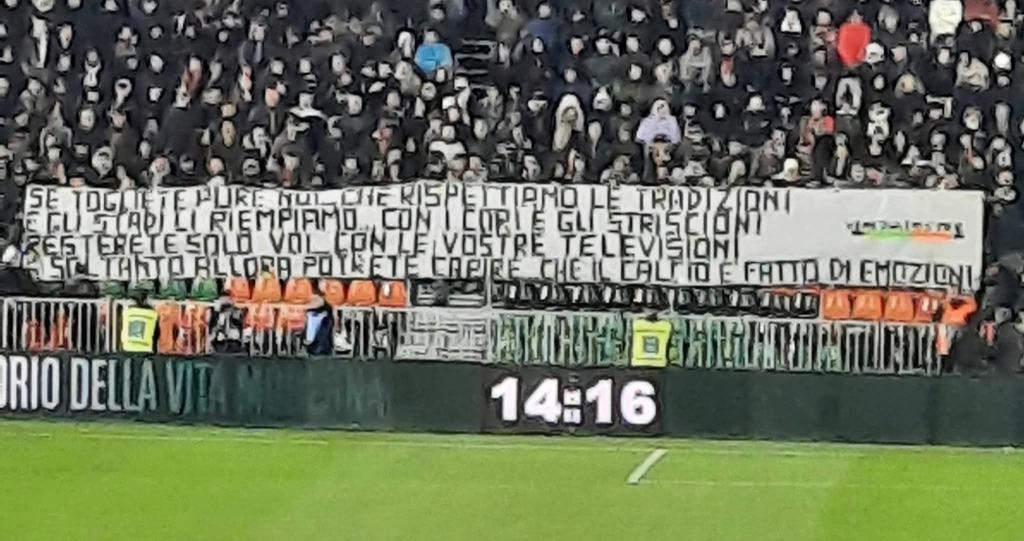 SE TOGLIETE PURE NOI, CHE RISPETTIAMO LE TRADIZIONI
E GLI STADI LI RIEMPIAMO, CON I CORI E GLI STRISCIONI
RESTERETE SOLO VOI, CON LE VOSTRE TELEVISIONI
SOLTANTO ALLORA POTRETE CAPIRE CHE IL CALCIO E FATTO DI EMOZIONI
ORIO DELLA VITA
14:16